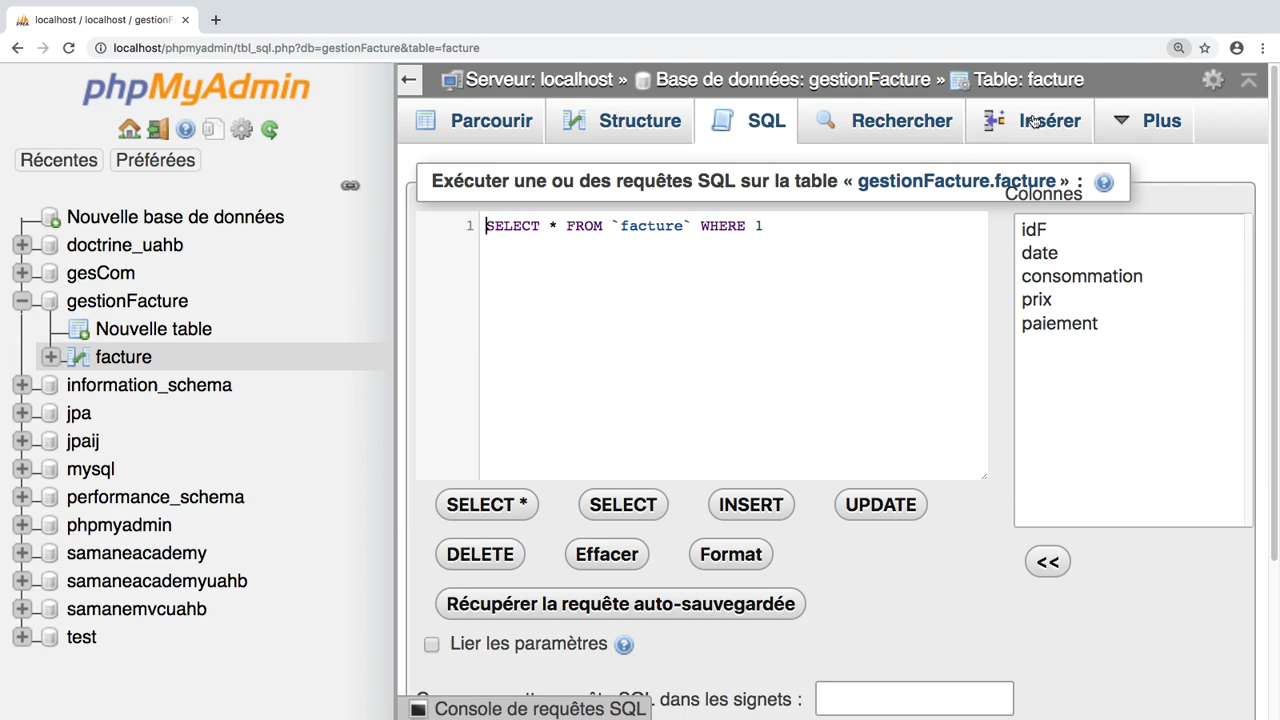 localhost / localhost / gestionF
localhost/phpmyadmin/tbl_sql.php?db=gestionFacture&table=facture
phpMyAdmin
Récentes Préférées
Nouvelle base de données
doctrine_uahb
gesCom
gestionFacture
Nouvelle table
facture
information_schema
jpa
jpaij
mysql
performance_schema
phpmyadmin
samaneacademy
samaneacademyuahb
samanemvcuahb
test
Serveur: localhost » Base de données: gestionFacture » Table: facture
Parcourir Structure SQL Rechercher Insérer Plus
Exécuter une ou des requêtes SQL sur la table « gestionFacture.facture » :
Colonnes
1 SELECT * FROM `facture` WHERE 1
idF
date
consommation
prix
paiement
SELECT * SELECT INSERT UPDATE
DELETE Effacer Format
<<
Récupérer la requête auto-sauvegardée
Lier les paramètres
SQL dans les signets :
Console de requêtes SQL